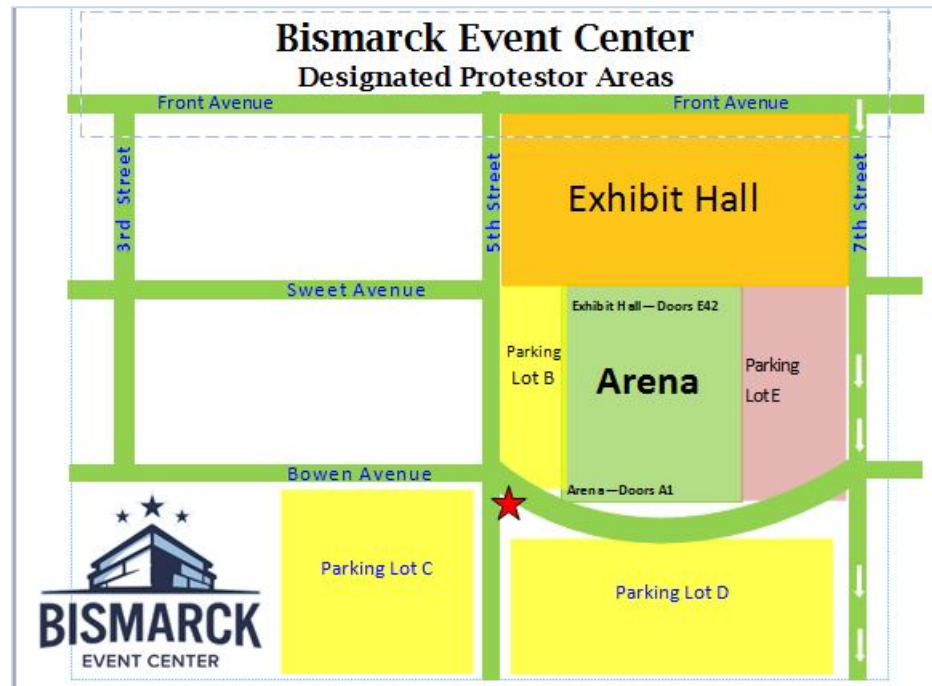 Bismarck Event Center
Designated Protestor Areas
Front Avenue
Front Avenue
3rd Street
5th Street
7th Street
Exhibit Hall
Sweet Avenue
Exhibit Hall—Doors E42
Parking
Lot B
Arena
Parking
Lot E
Bowen Avenue
Arena—Doors A1
Parking Lot C
Parking Lot D
BISMARCK
EVENT CENTER